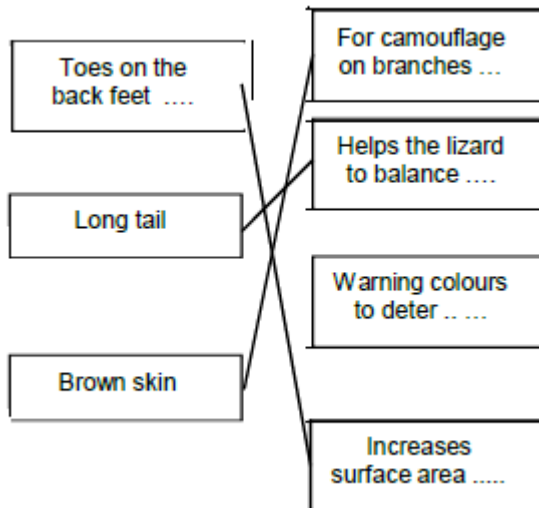 Toes on the
back feet ....
Long tail
Brown skin
For camouflage
on branches ...
Helps the lizard
to balance ....
Warning colours
to deter .. ...
Increases
surface area .....